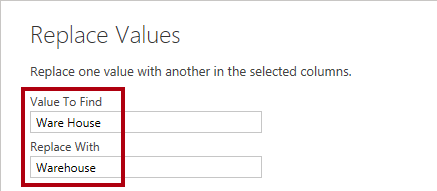 Replace Values
Replace one value with another in the selected columns.
Value To Find
Ware House
Replace With
Warehouse